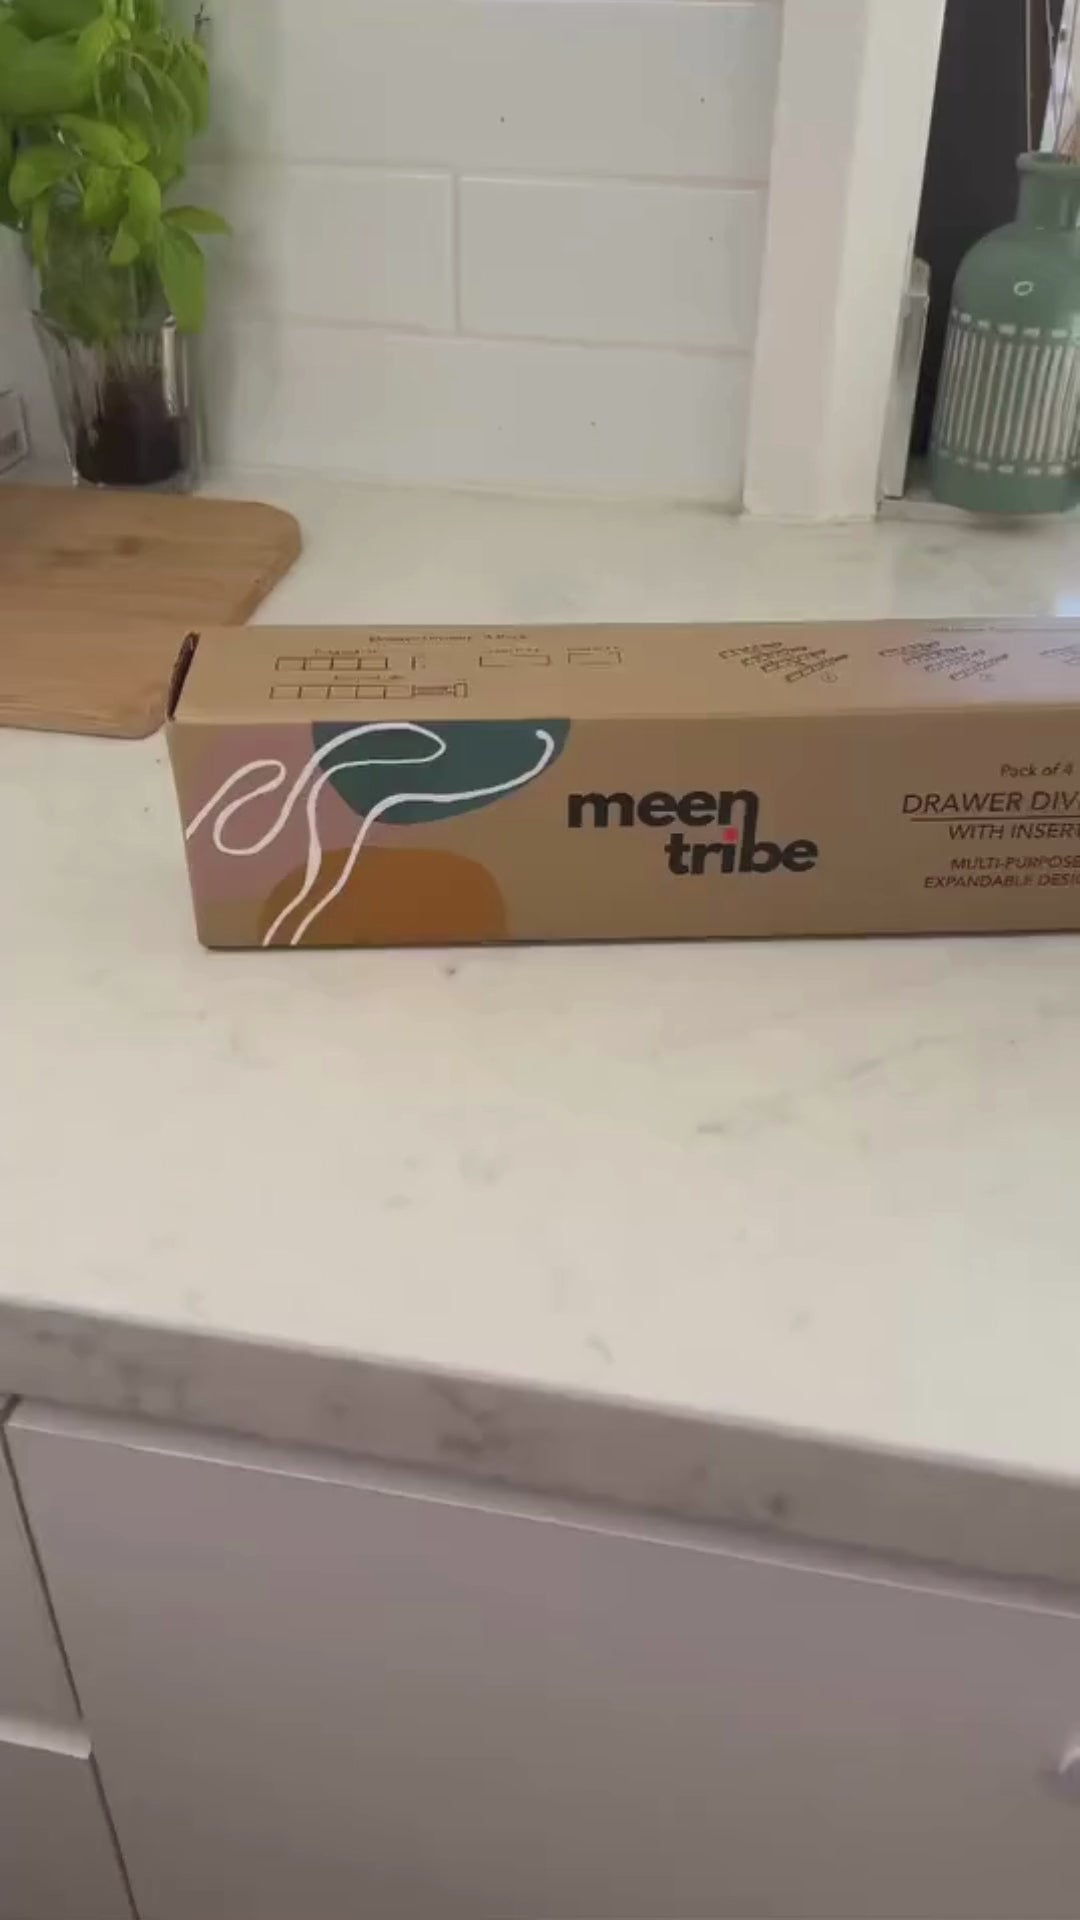 meen
tribe
Pack of 4
DRAWER DIV
WITH INSER
MULTI-PURPOSE
EXPANDABLE DESIG